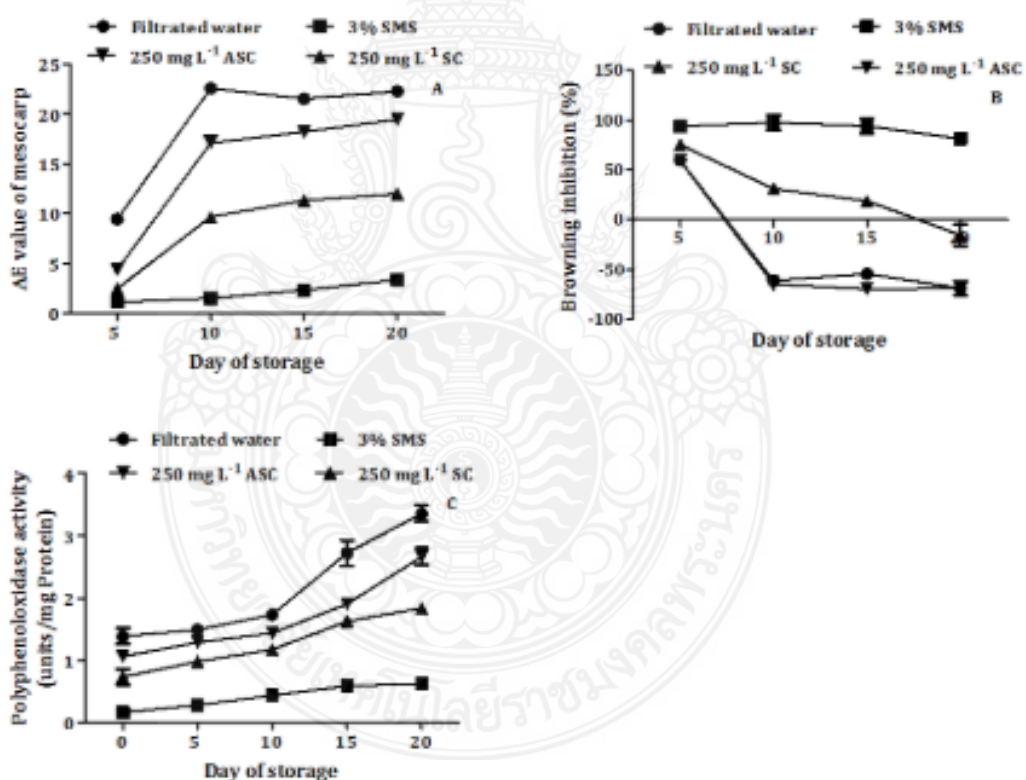 Filtrated water 3% SMS
250 mg L-1 ASC 250 mg L-1 SC
A
25
20
15
10
5
0
5 10 15 20
ΔE value of mesocarp
Day of storage
Filtrated water 3% SMS
250 mg L-1 SC 250 mg L-1 ASC
B
150
100
50
0
-50
-100
5 10 15
Browning inhibition (%)
Day of storage
Filtrated water 3% SMS
250 mg L-1 ASC 250 mg L-1 SC
C
4
3
2
1
0
0 5 10 15 20
Polyphenoloxidase activity
(units/mg Protein)
Day of storage